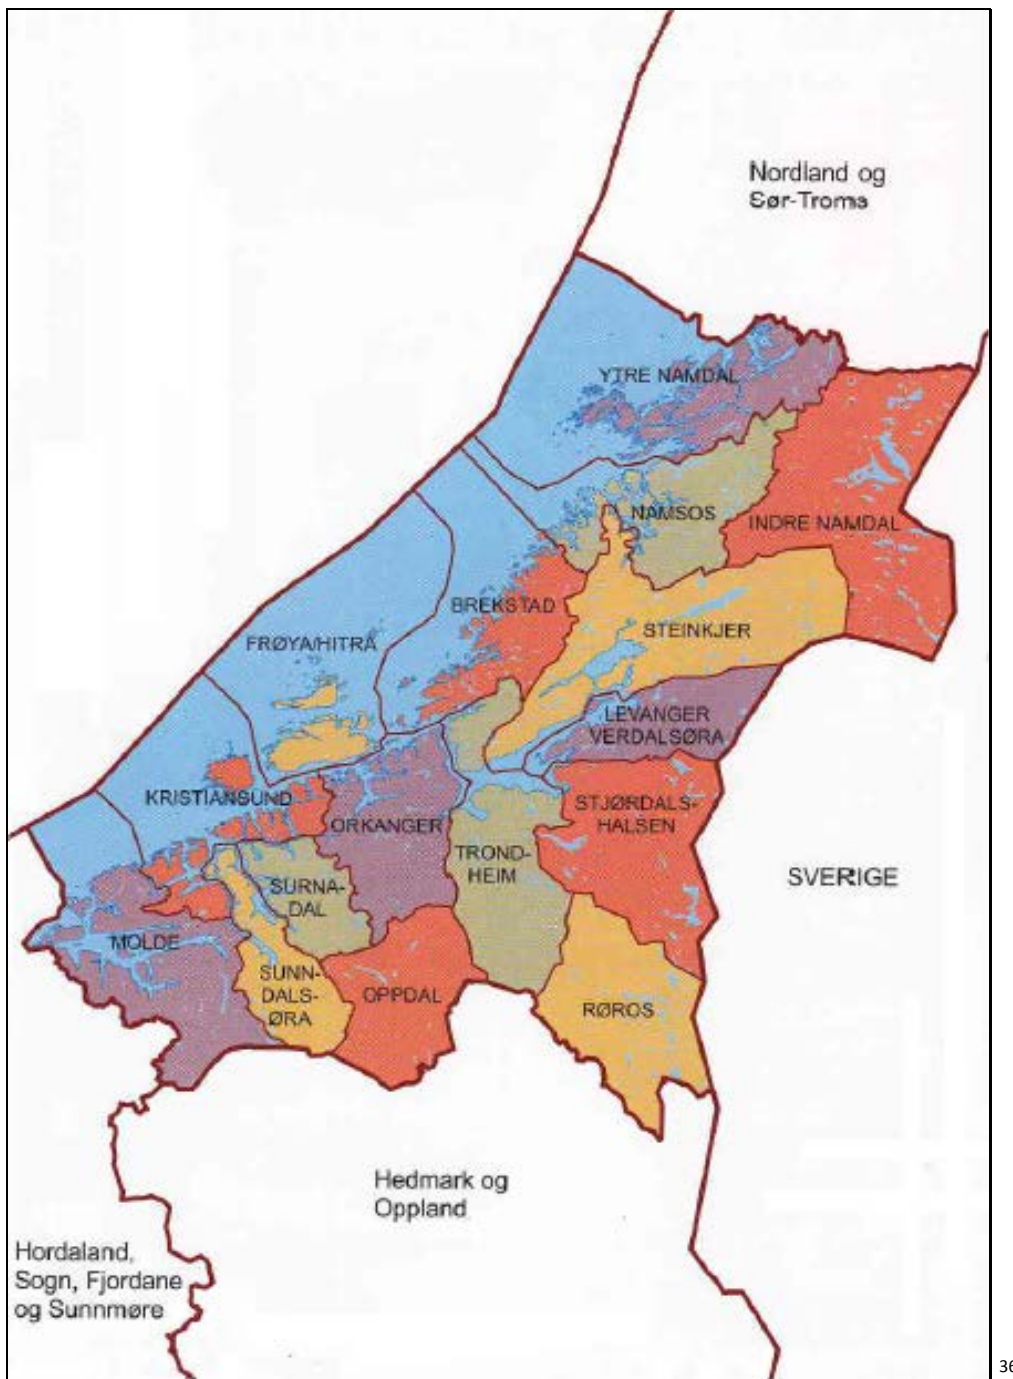 Nordland og
Sør-Troms
YTRE NAMDAL
NAMSOS
INDRE NAMDAL
BREKSTAD
STEINKJER
FRØYA/HITRA
LEVANGER
VERDALSØRA
KRISTIANSUND
ORKANGER
STJØRDALS-
HALSEN
TROND-
HEIM
SVERIGE
SURNA-
DAL
MOLDE
SUNN-
DALS-
ØRA
OPPDAL
RØROS
Hedmark og
Oppland
Hordaland,
Sogn, Fjordane
og Sunnmøre
36